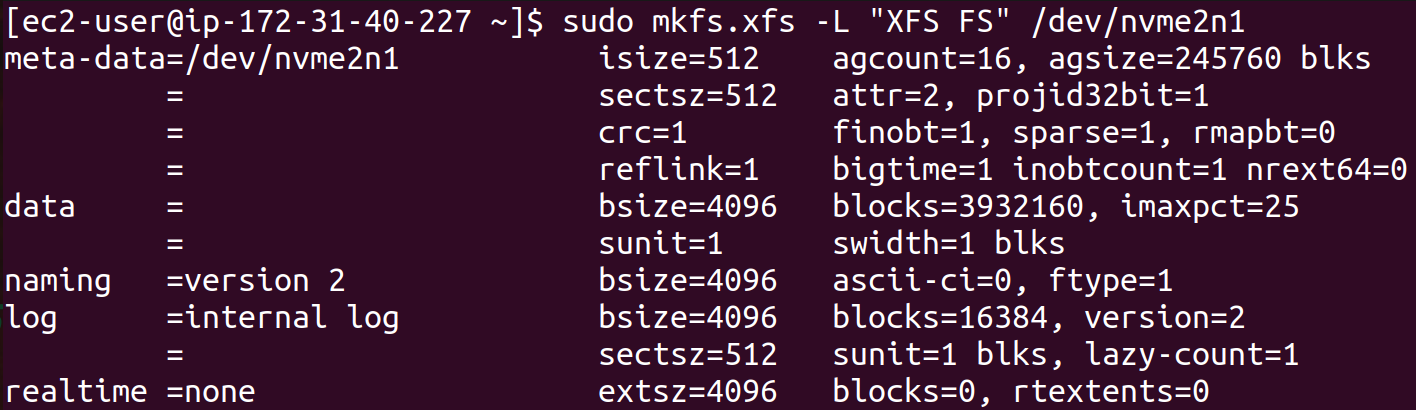 [ec2-user@ip-172-31-40-227 ~]$ sudo mkfs.xfs -L "XFS FS" /dev/nvme2n1
meta-data=/dev/nvme2n1           isize=512    agcount=16, agsize=245760 blks
         =                       sectsz=512   attr=2, projid32bit=1
         =                       crc=1        finobt=1, sparse=1, rmapbt=0
         =                       reflink=1    bigtime=1 inobtcount=1 nrext64=0
data     =                       bsize=4096   blocks=3932160, imaxpct=25
         =                       sunit=1      swidth=1 blks
naming   =version 2              bsize=4096   ascii-ci=0, ftype=1
log      =internal log           bsize=4096   blocks=16384, version=2
         =                       sectsz=512   sunit=1 blks, lazy-count=1
realtime =none                   extsz=4096   blocks=0, rtextents=0